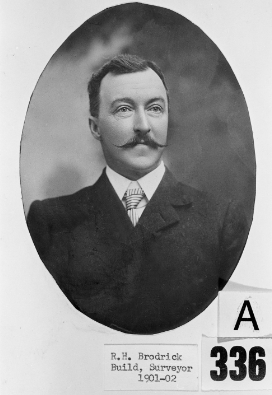 A
R.H. Brodrick
Build, Surveyor
1901-02
336